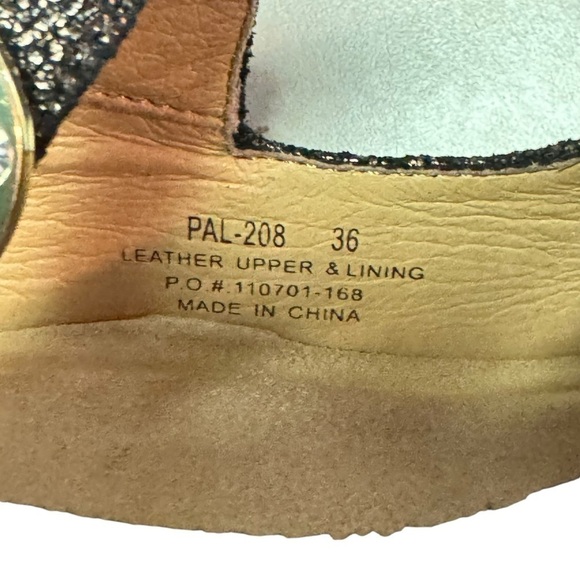 PAL-208 36
LEATHER UPPER & LINING
P.O.#.110701-168
MADE IN CHINA